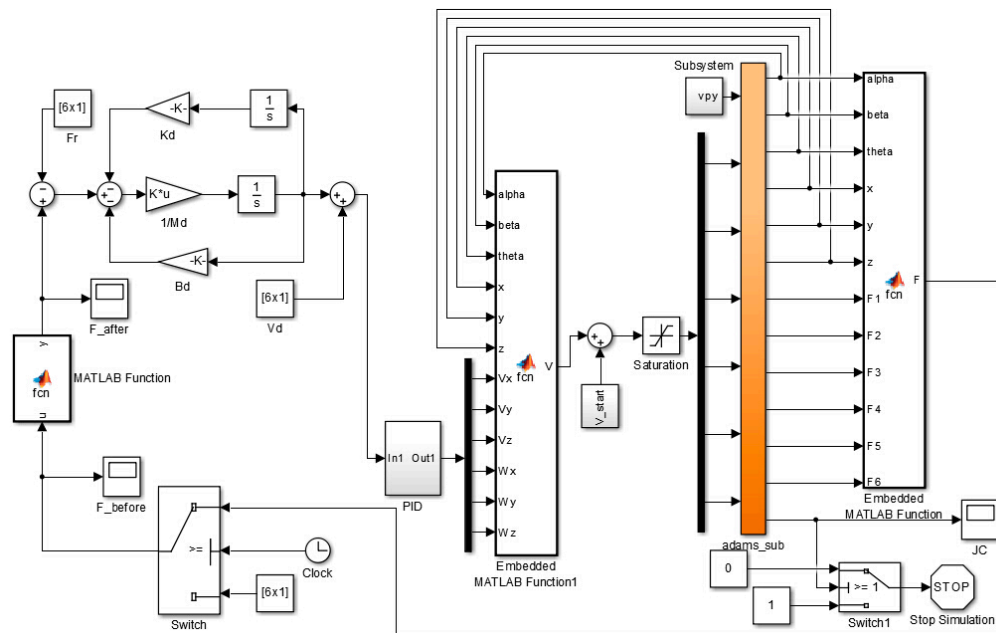 Fr
[6x1]
-K-
Kd
1
s
K*u
1/Md
1
s
-K-
Bd
[6x1]
Vd
F_after
y
fcn
u
MATLAB Function
F_before
Switch
>=
Clock
[6x1]
In1 Out1
PID
alpha
beta
theta
x
y
z
Vx
Vy
Vz
Wx
Wy
Wz
fcn
V
Embedded
MATLAB Function1
V_start
Saturation
Subsystem
vpy
adams_sub
alpha
beta
theta
x
y
z
F1
F2
F3
F4
F5
F6
fcn
F
Embedded
MATLAB Function
JC
0
1
>= 1
Switch1
STOP
Stop Simulation